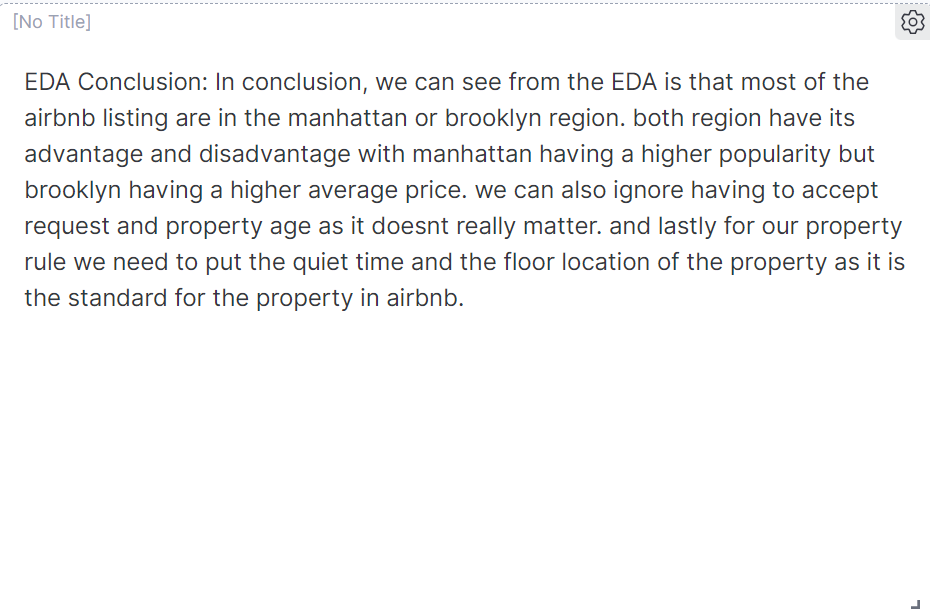 [No Title]
EDA Conclusion: In conclusion, we can see from the EDA is that most of the
airbnb listing are in the manhattan or brooklyn region. both region have its
advantage and disadvantage with manhattan having a higher popularity but
brooklyn having a higher average price. we can also ignore having to accept
request and property age as it doesnt really matter. and lastly for our property
rule we need to put the quiet time and the floor location of the property as it is
the standard for the property in airbnb.